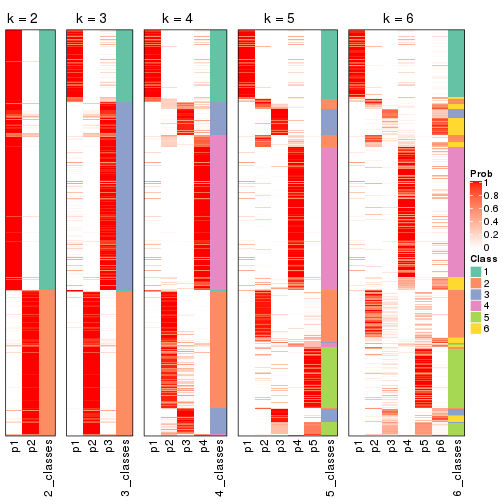 k = 2
k = 3
k = 4
k = 5
k = 6
Prob
1
0.8
0.6
0.4
0.2
0
Class
1
2
3
4
5
6
p1
p2
2_classes
p1
p2
p3
3_classes
p1
p2
p3
p4
4_classes
p1
p2
p3
p4
p5
5_classes
p1
p2
p3
p4
p5
p6
6_classes